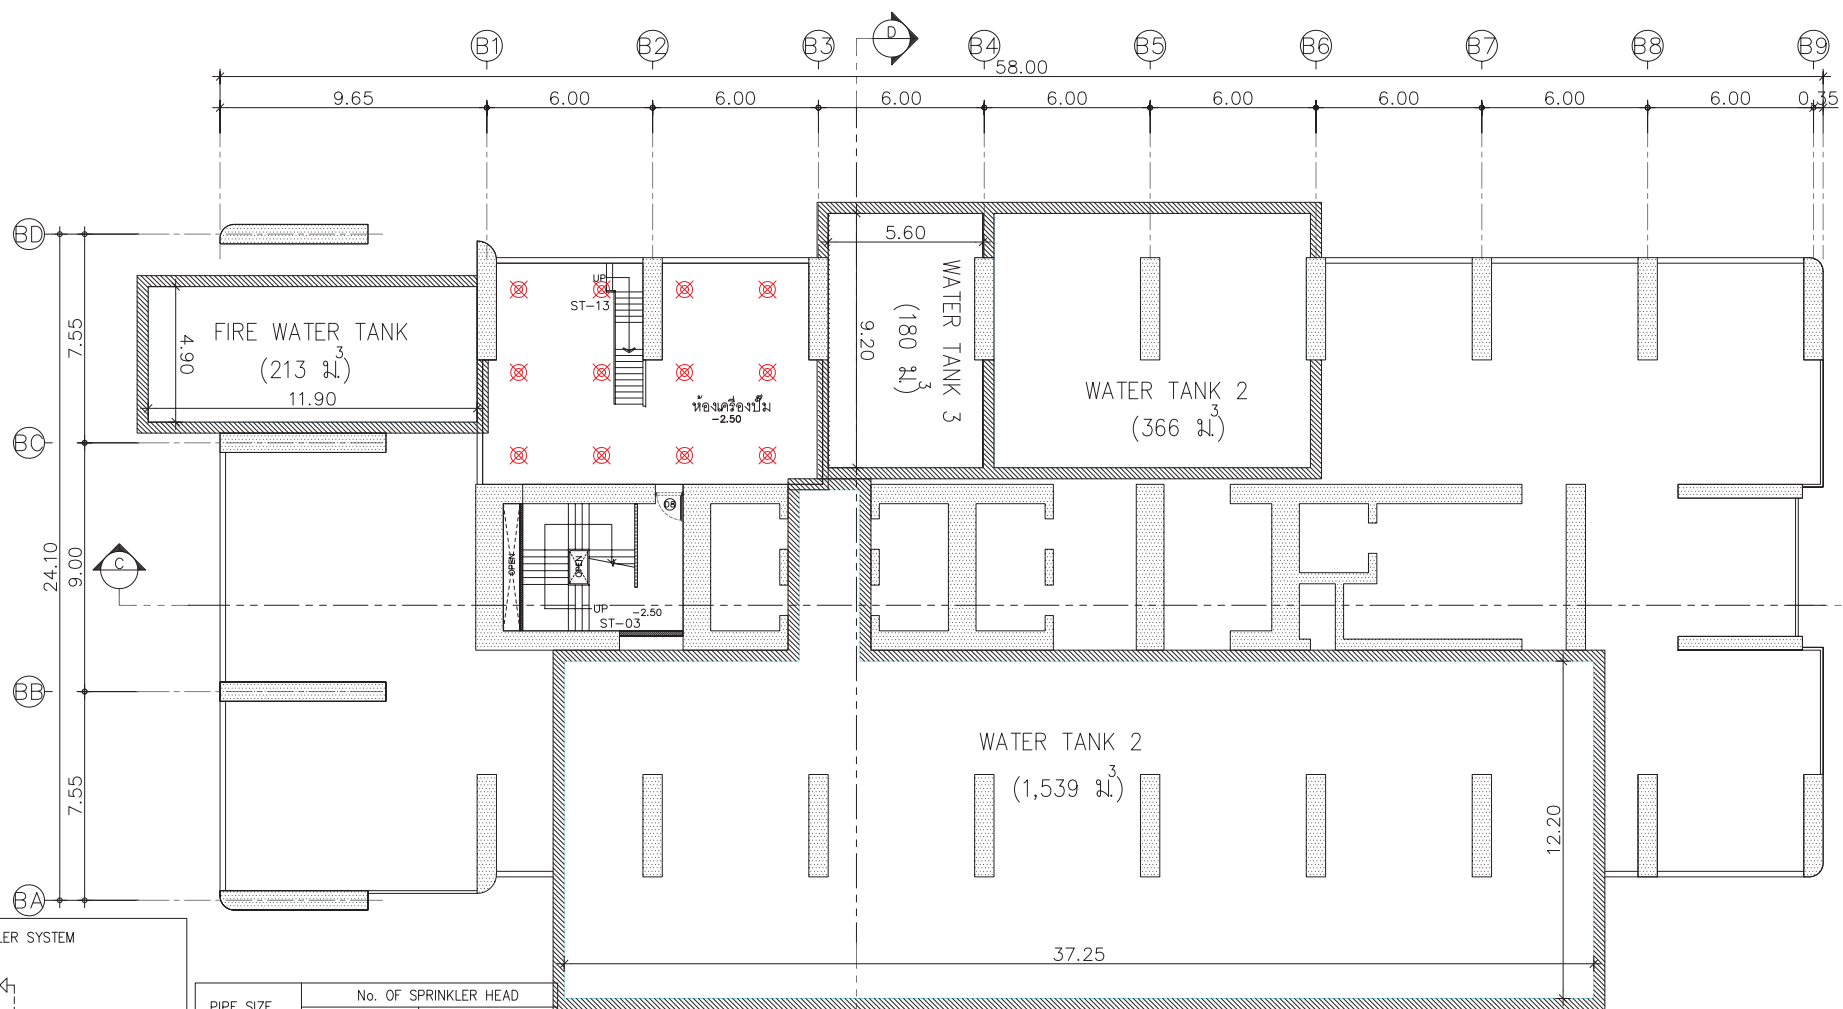 D
B1 B2 B3 B4 B5 B6 B7 B8 B9
58.00
9.65 6.00 6.00 6.00 6.00 6.00 6.00 6.00 6.00 0.35
BD
BC
BB
BA
7.55
9.00
7.55
24.10
C
FIRE WATER TANK
(213 ม.³)
4.90
11.90
UP
ST-13
ห้องเครื่องปั๊ม
-2.50
5.60
9.20
WATER TANK 3
(180 ม.³)
WATER TANK 2
(366 ม.³)
OPEN
OPEN
UP
-2.50
ST-03
WATER TANK 2
(1,539 ม.³)
12.20
37.25
LER SYSTEM
PIPE SIZE
No. OF SPRINKLER HEAD